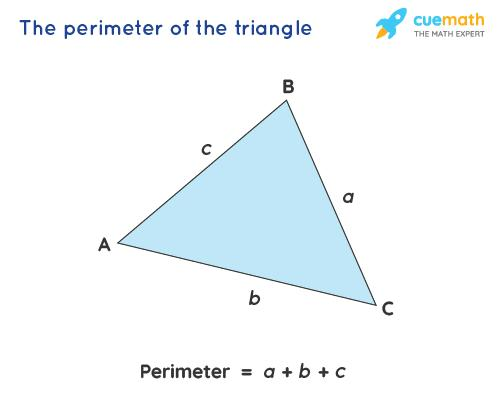 The perimeter of the triangle
cuemath
THE MATH EXPERT
B
c
a
A
b
C
Perimeter = a + b + c